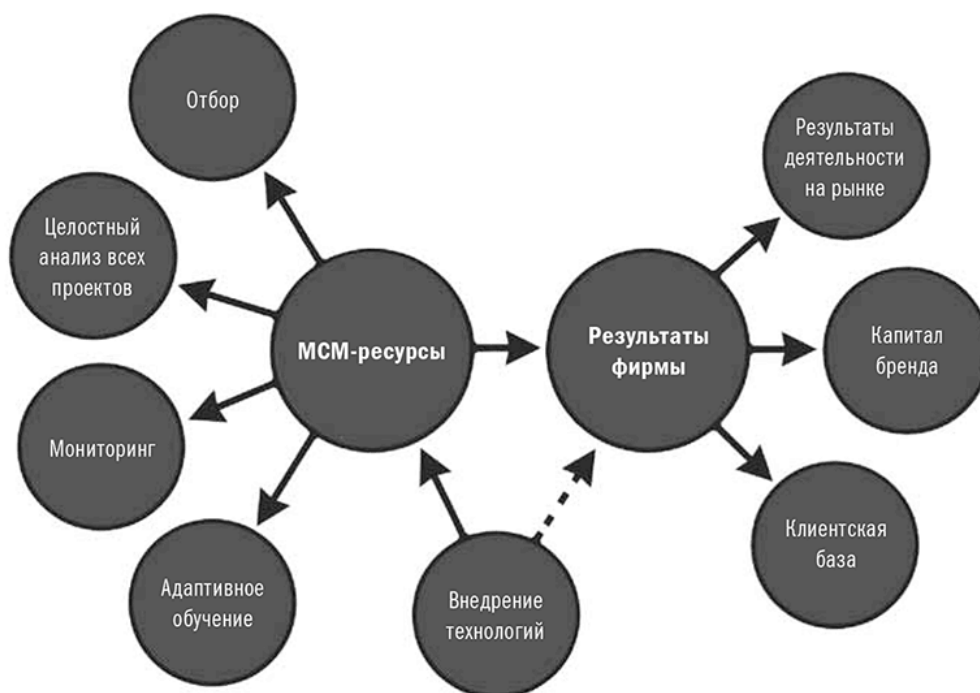 Отбор
Целостный
анализ всех
проектов
Мониторинг
Адаптивное
обучение
МСМ-ресурсы
Внедрение
технологий
Результаты
фирмы
Результаты
деятельности
на рынке
Капитал
бренда
Клиентская
база